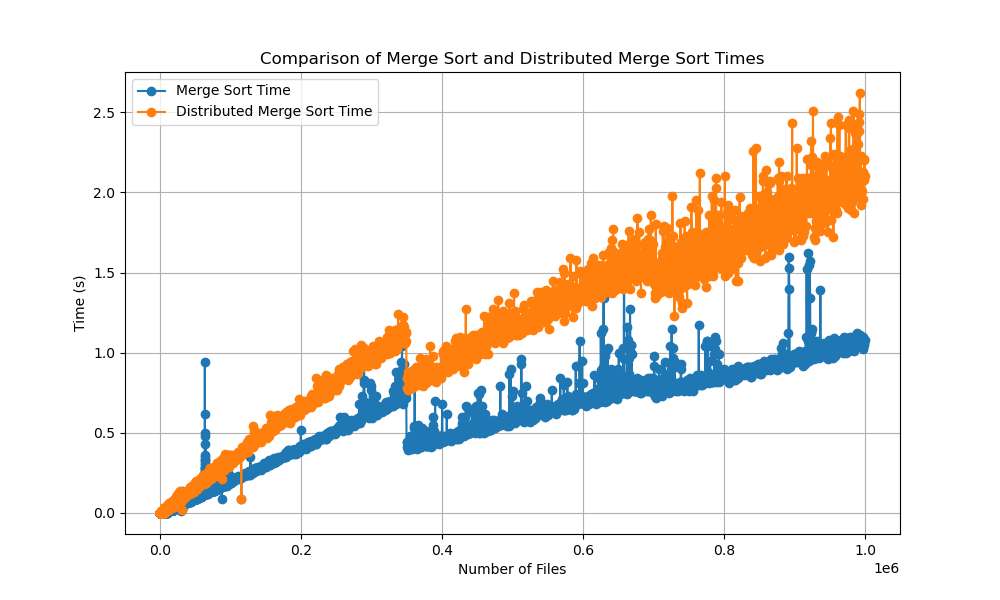 Comparison of Merge Sort and Distributed Merge Sort Times
Merge Sort Time
Distributed Merge Sort Time
Time (s)
2.5
2.0
1.5
1.0
0.5
0.0
0.0 0.2 0.4 0.6 0.8 1.0
1e6
Number of Files